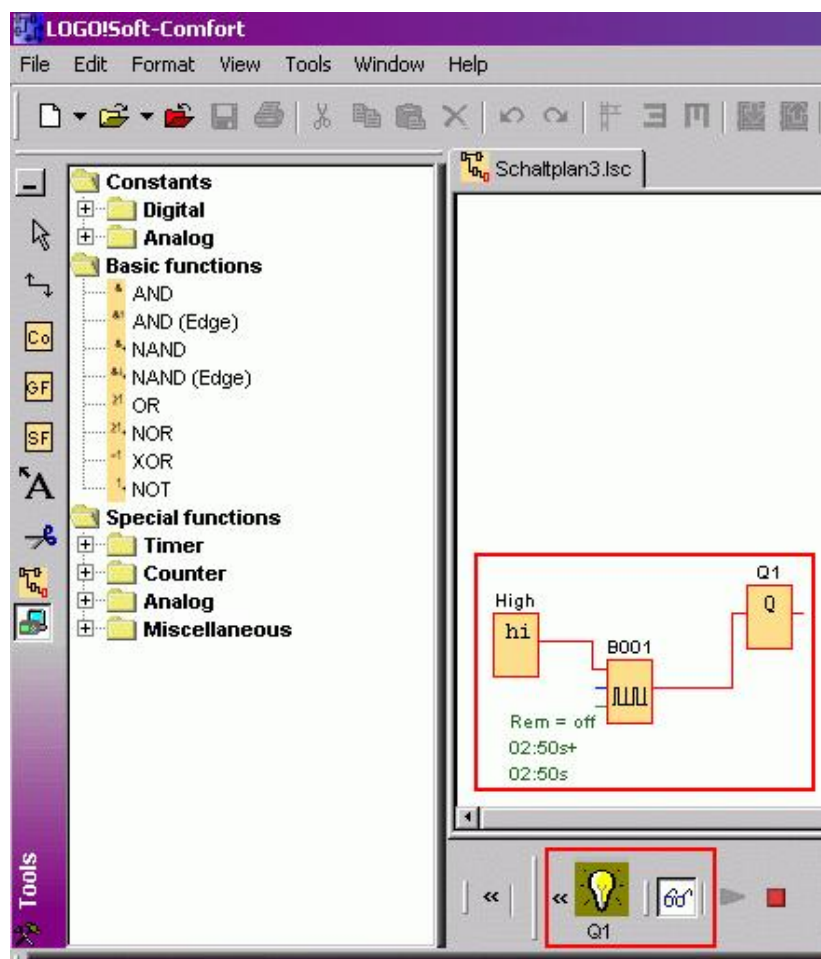 LOGO!Soft-Comfort
File Edit Format View Tools Window Help
Schaltplan3.lsc
Constants
Digital
Analog
Basic functions
AND
AND (Edge)
NAND
NAND (Edge)
OR
NOR
XOR
NOT
Special functions
Timer
Counter
Analog
Miscellaneous
Co
GF
SF
A
Tools
High
hi
B001
Q1
Q
Rem = off
02:50s+
02:50s
« «
Q1